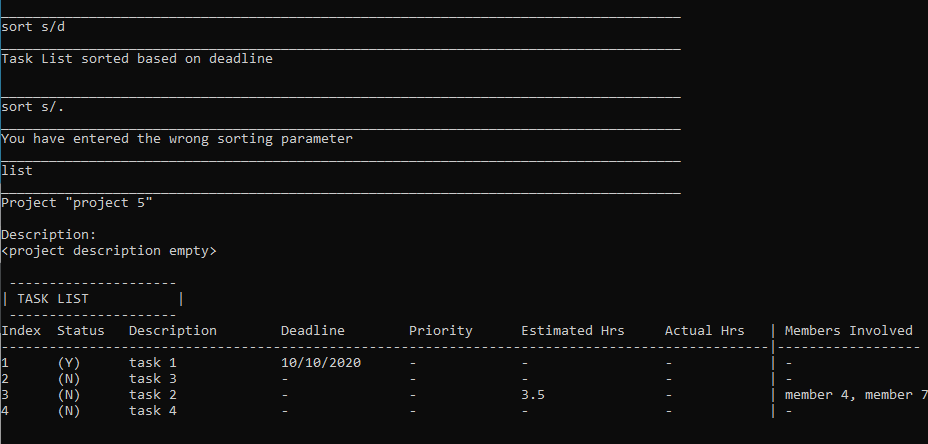 sort s/d
Task List sorted based on deadline
sort s/.
You have entered the wrong sorting parameter
list
Project "project 5"
Description:
<project description empty>
---------------------
| TASK LIST |
---------------------
Index Status Description Deadline Priority Estimated Hrs Actual Hrs | Members Involved
1 (Y) task 1 10/10/2020 - - - | -
2 (N) task 3 - - - - | -
3 (N) task 2 - - 3.5 - | member 4, member 7
4 (N) task 4 - - - - | -